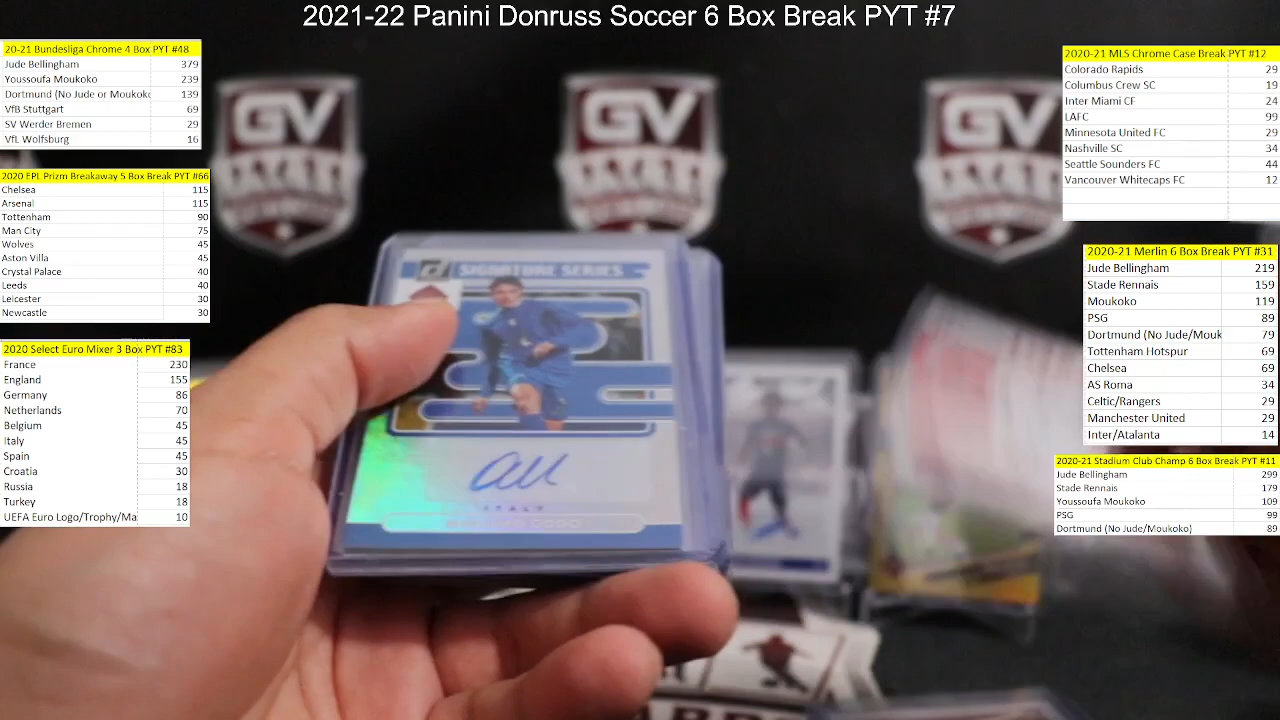 2021-22 Panini Donruss Soccer 6 Box Break PYT #7
20-21 Bundesliga Chrome 4 Box PYT #48
Jude Bellingham 379
Youssoufa Moukoko 239
Dortmund (No Jude or Moukoko 139
VfB Stuttgart 69
SV Werder Bremen 29
VfL Wolfsburg 16
2020 EPL Prizm Breakaway 5 Box Break PYT #66
Chelsea 115
Arsenal 115
Tottenham 90
Man City 75
Wolves 45
Aston Villa 45
Crystal Palace 40
Leeds 40
Leicester 30
Newcastle 30
2020 Select Euro Mixer 3 Box PYT #83
France 230
England 155
Germany 86
Netherlands 70
Belgium 45
Italy 45
Spain 45
Croatia 30
Russia 18
Turkey 18
UEFA Euro Logo/Trophy/Ma 10
GV
GV
GV
SIGNATURE SERIES
ITALY
2020-21 MLS Chrome Case Break PYT #12
Colorado Rapids 29
Columbus Crew SC 19
Inter Miami CF 24
LAFC 99
Minnesota United FC 29
Nashville SC 34
Seattle Sounders FC 44
Vancouver Whitecaps FC 12
2020-21 Merlin 6 Box Break PYT #31
Jude Bellingham 219
Stade Rennais 159
Moukoko 119
PSG 89
Dortmund (No Jude/Mouk 79
Tottenham Hotspur 69
Chelsea 69
AS Roma 34
Celtic/Rangers 29
Manchester United 29
Inter/Atalanta 14
2020-21 Stadium Club Champ 6 Box Break PYT #11
Jude Bellingham 299
Stade Rennais 179
Youssoufa Moukoko 109
PSG 99
Dortmund (No Jude/Moukoko) 89